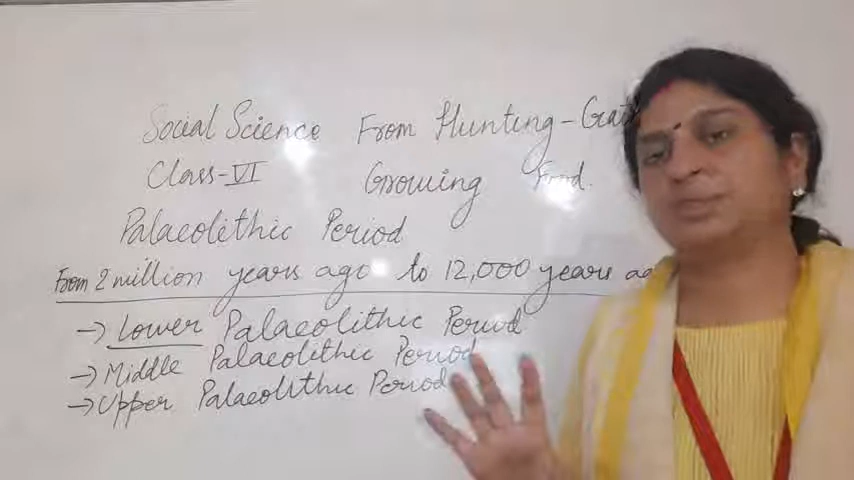 Social Science From Hunting-Gath
Class-VI Growing Food.
Palaeolithic Period
From 2 million years ago to 12,000 years ag
→ Lower Palaeolithic Period
→ Middle Palaeolithic Period
→ Upper Palaeolithic Period